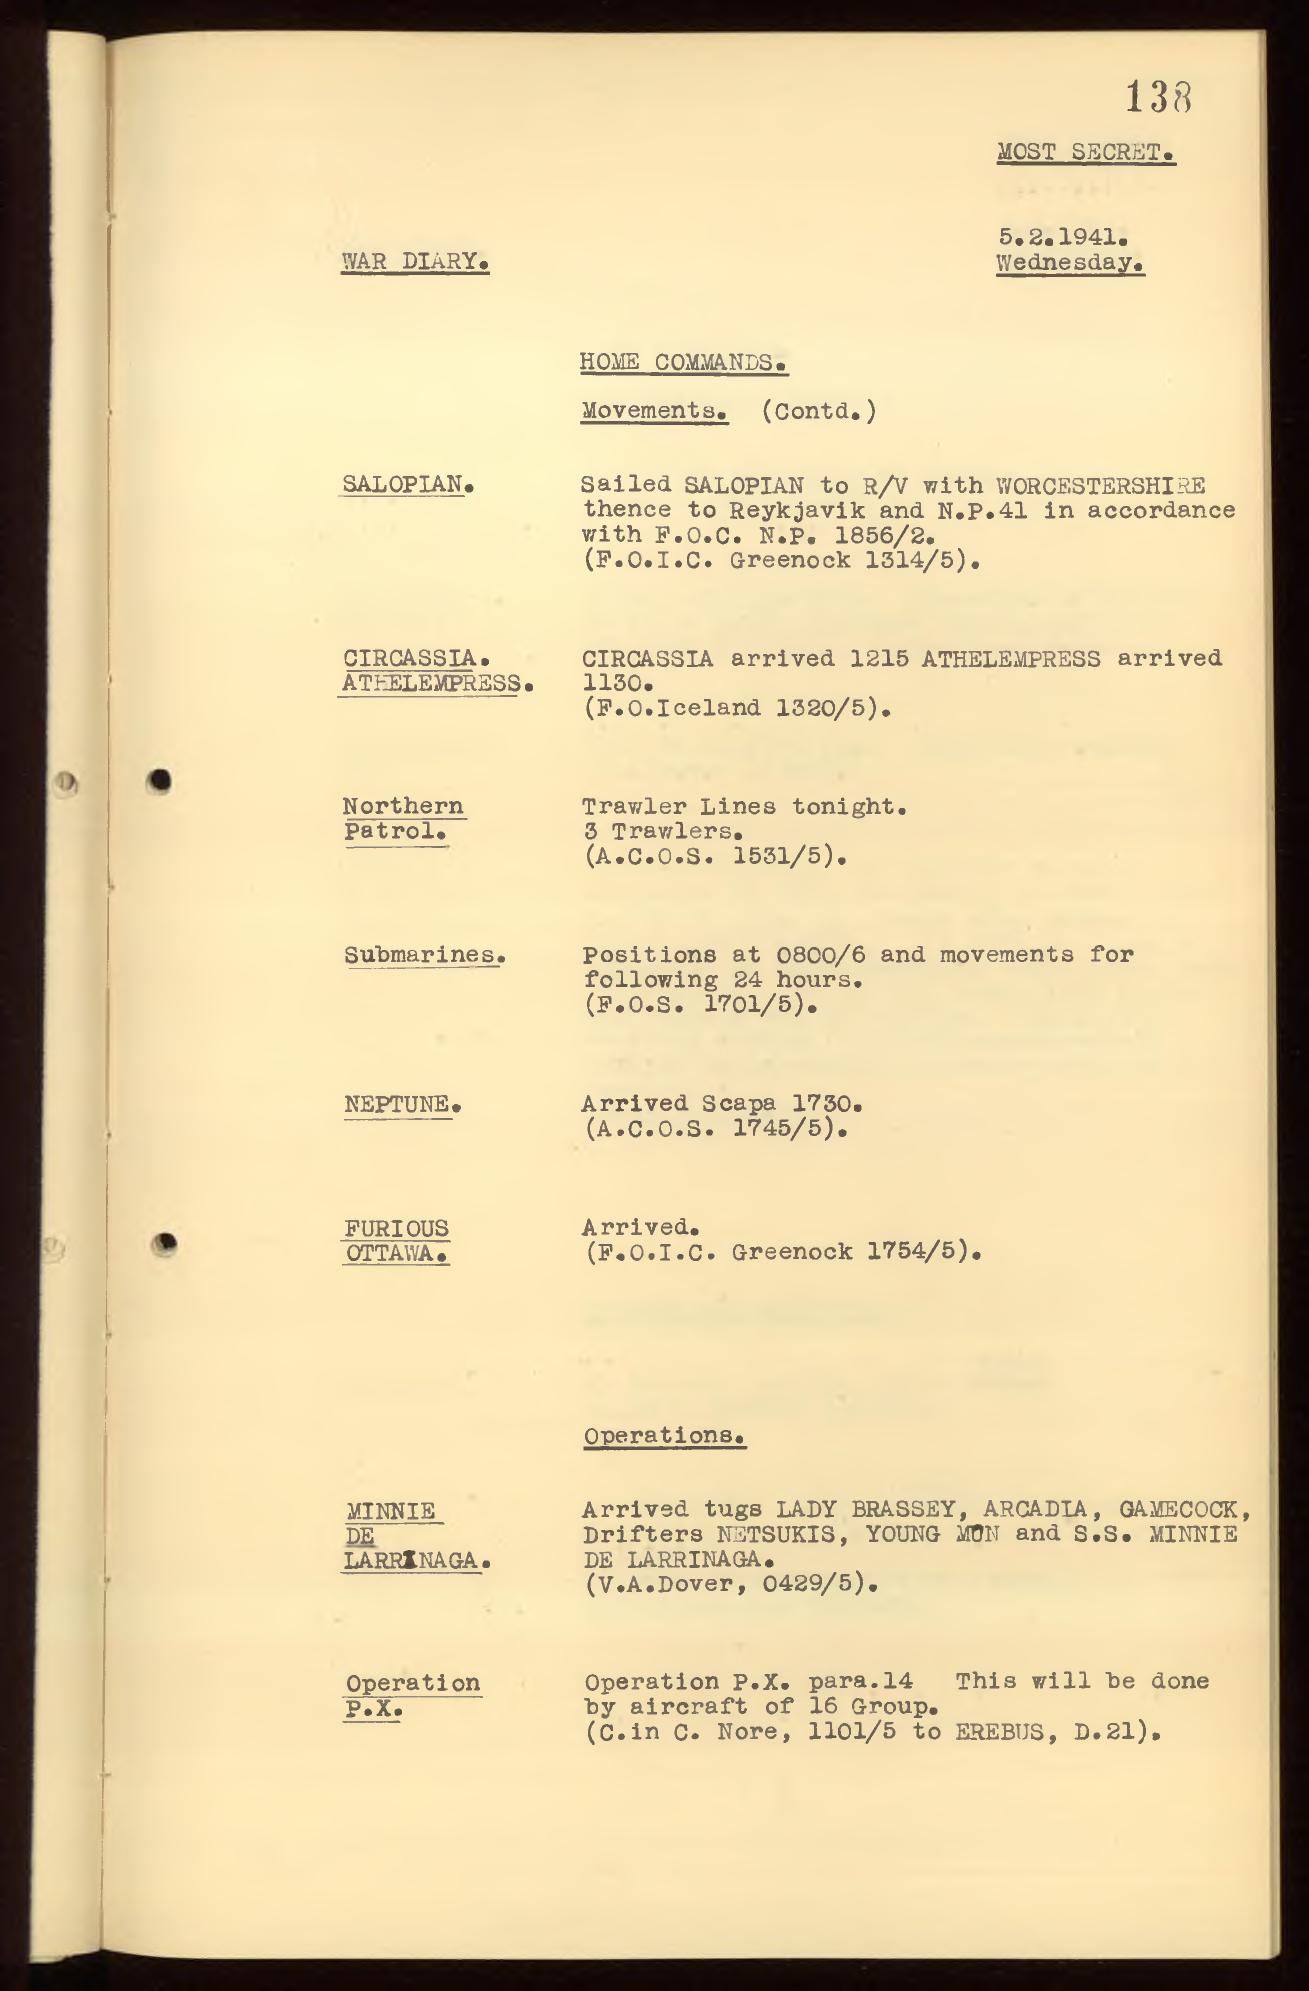 138
MOST SECRET.
5.2.1941.
WAR DIARY.
Wednesday.
HOME COMMANDS.
Movements. (Contd.)
SALOPIAN.
Sailed SALOPIAN to R/V with WORCESTERSHIRE
thence to Reykjavik and N.P.41 in accordance
with F.O.C. N.P. 1856/2.
(F.O.I.C. Greenock 1314/5).
CIRCASSIA.
ATHELEMPRESS.
CIRCASSIA arrived 1215 ATHELEMPRESS arrived
1130.
(F.O.Iceland 1320/5).
Northern
Patrol.
Trawler Lines tonight.
3 Trawlers.
(A.C.O.S. 1531/5).
Submarines.
Positions at 0800/6 and movements for
following 24 hours.
(F.O.S. 1701/5).
NEPTUNE.
Arrived Scapa 1730.
(A.C.O.S. 1745/5).
FURIOUS
OTTAWA.
Arrived.
(F.O.I.C. Greenock 1754/5).
Operations.
MINNIE
DE
LARRINAGA.
Arrived tugs LADY BRASSEY, ARCADIA, GAMECOCK,
Drifters NETSUKIS, YOUNG and S.S. MINNIE
DE LARRINAGA.
(V.A.Dover, 0429/5).
Operation
P.X.
Operation P.X. para.14 This will be done
by aircraft of 16 Group.
(C.in C. Nore, 1101/5 to EREBUS, D.21).